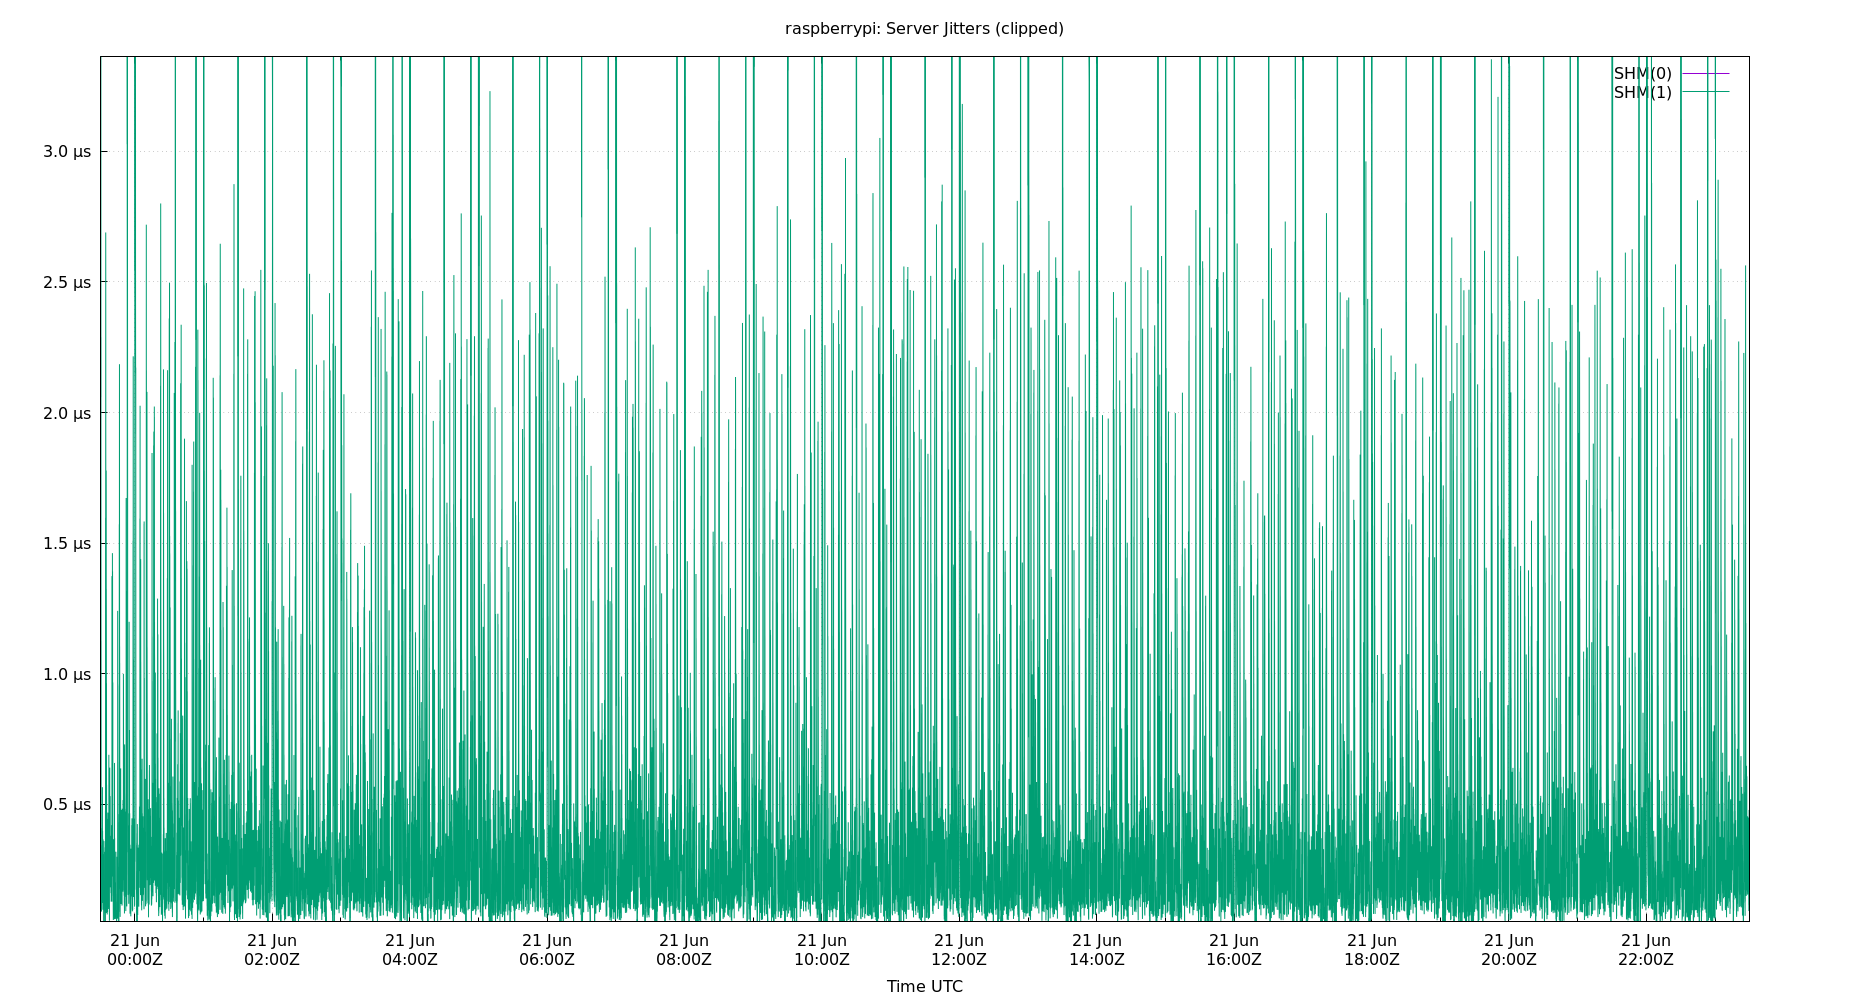 raspberrypi: Server Jitters (clipped)
SHM(0)
SHM(1)
3.0 µs
2.5 µs
2.0 µs
1.5 µs
1.0 µs
0.5 µs
21 Jun 21 Jun 21 Jun 21 Jun 21 Jun 21 Jun 21 Jun 21 Jun 21 Jun 21 Jun 21 Jun 21 Jun
00:00Z 02:00Z 04:00Z 06:00Z 08:00Z 10:00Z 12:00Z 14:00Z 16:00Z 18:00Z 20:00Z 22:00Z
Time UTC